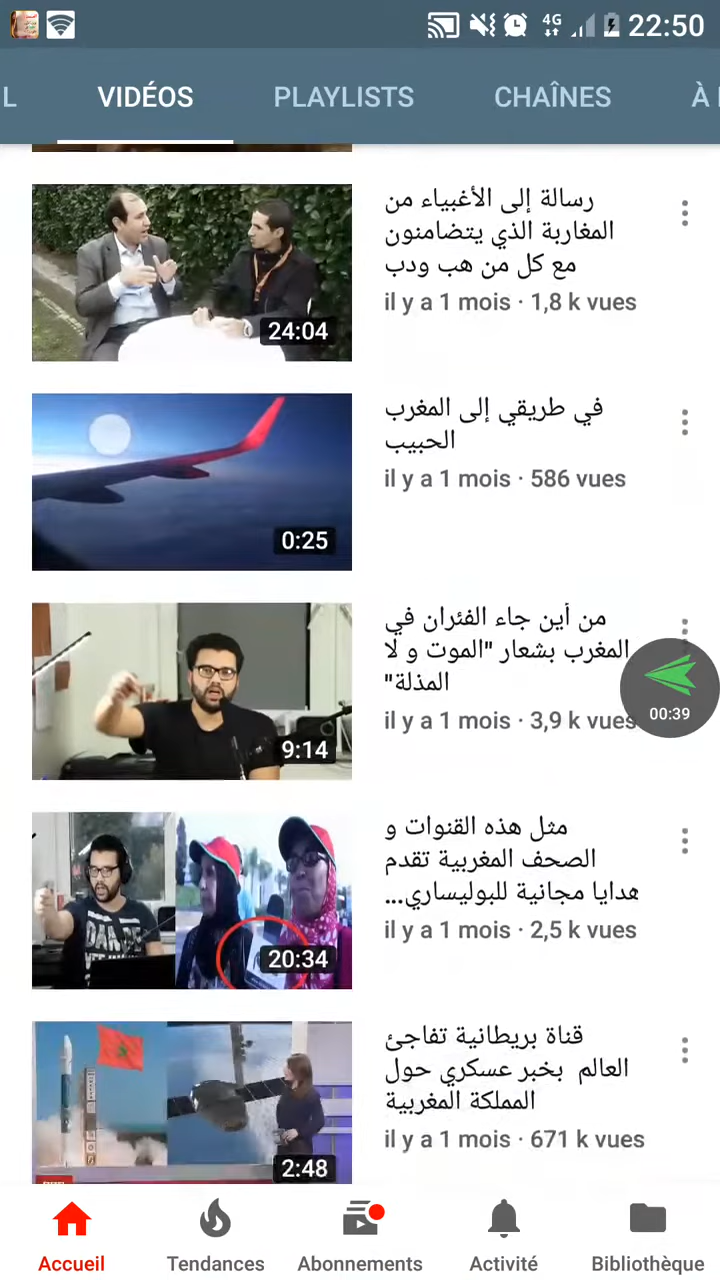 4G 22:50
L VIDÉOS PLAYLISTS CHAÎNES À
رسالة إلى الأغبياء من
المغاربة الذي يتضامنون
مع كل من هب ودب
il y a 1 mois · 1,8 k vues
24:04
في طريقي إلى المغرب
الحبيب
il y a 1 mois · 586 vues
0:25
من أين جاء الفئران في
المغرب بشعار "الموت و لا
المذلة"
il y a 1 mois · 3,9 k vues
9:14
00:39
مثل هذه القنوات و
الصحف المغربية تقدم
هدايا مجانية للبوليساري...
il y a 1 mois · 2,5 k vues
20:34
قناة بريطانية تفاجئ
العالم بخبر عسكري حول
المملكة المغربية
il y a 1 mois · 671 k vues
2:48
Accueil Tendances Abonnements Activité Bibliothèque